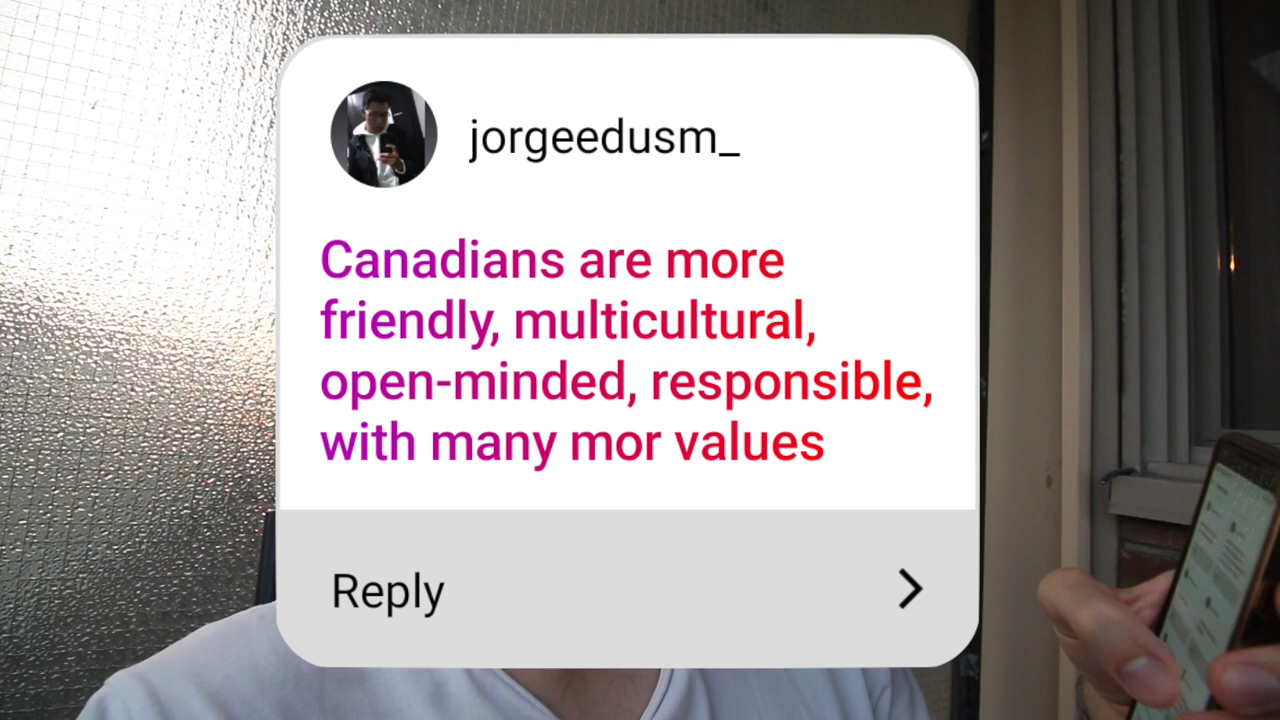 jorgeedusm_
Canadians are more
friendly, multicultural,
open-minded, responsible,
with many mor values
Reply